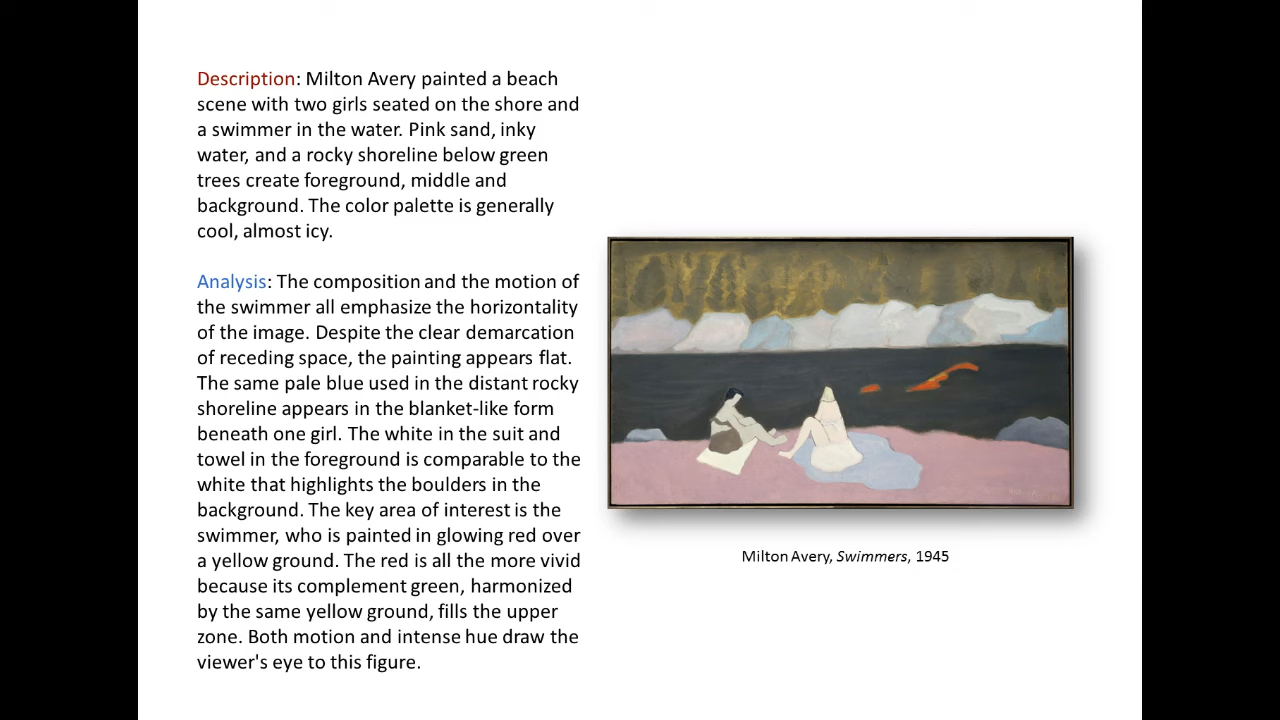 Description: Milton Avery painted a beach
scene with two girls seated on the shore and
a swimmer in the water. Pink sand, inky
water, and a rocky shoreline below green
trees create foreground, middle and
background. The color palette is generally
cool, almost icy.
Analysis: The composition and the motion of
the swimmer all emphasize the horizontality
of the image. Despite the clear demarcation
of receding space, the painting appears flat.
The same pale blue used in the distant rocky
shoreline appears in the blanket-like form
beneath one girl. The white in the suit and
towel in the foreground is comparable to the
white that highlights the boulders in the
background. The key area of interest is the
swimmer, who is painted in glowing red over
a yellow ground. The red is all the more vivid
because its complement green, harmonized
by the same yellow ground, fills the upper
zone. Both motion and intense hue draw the
viewer's eye to this figure.
Milton Avery, Swimmers, 1945